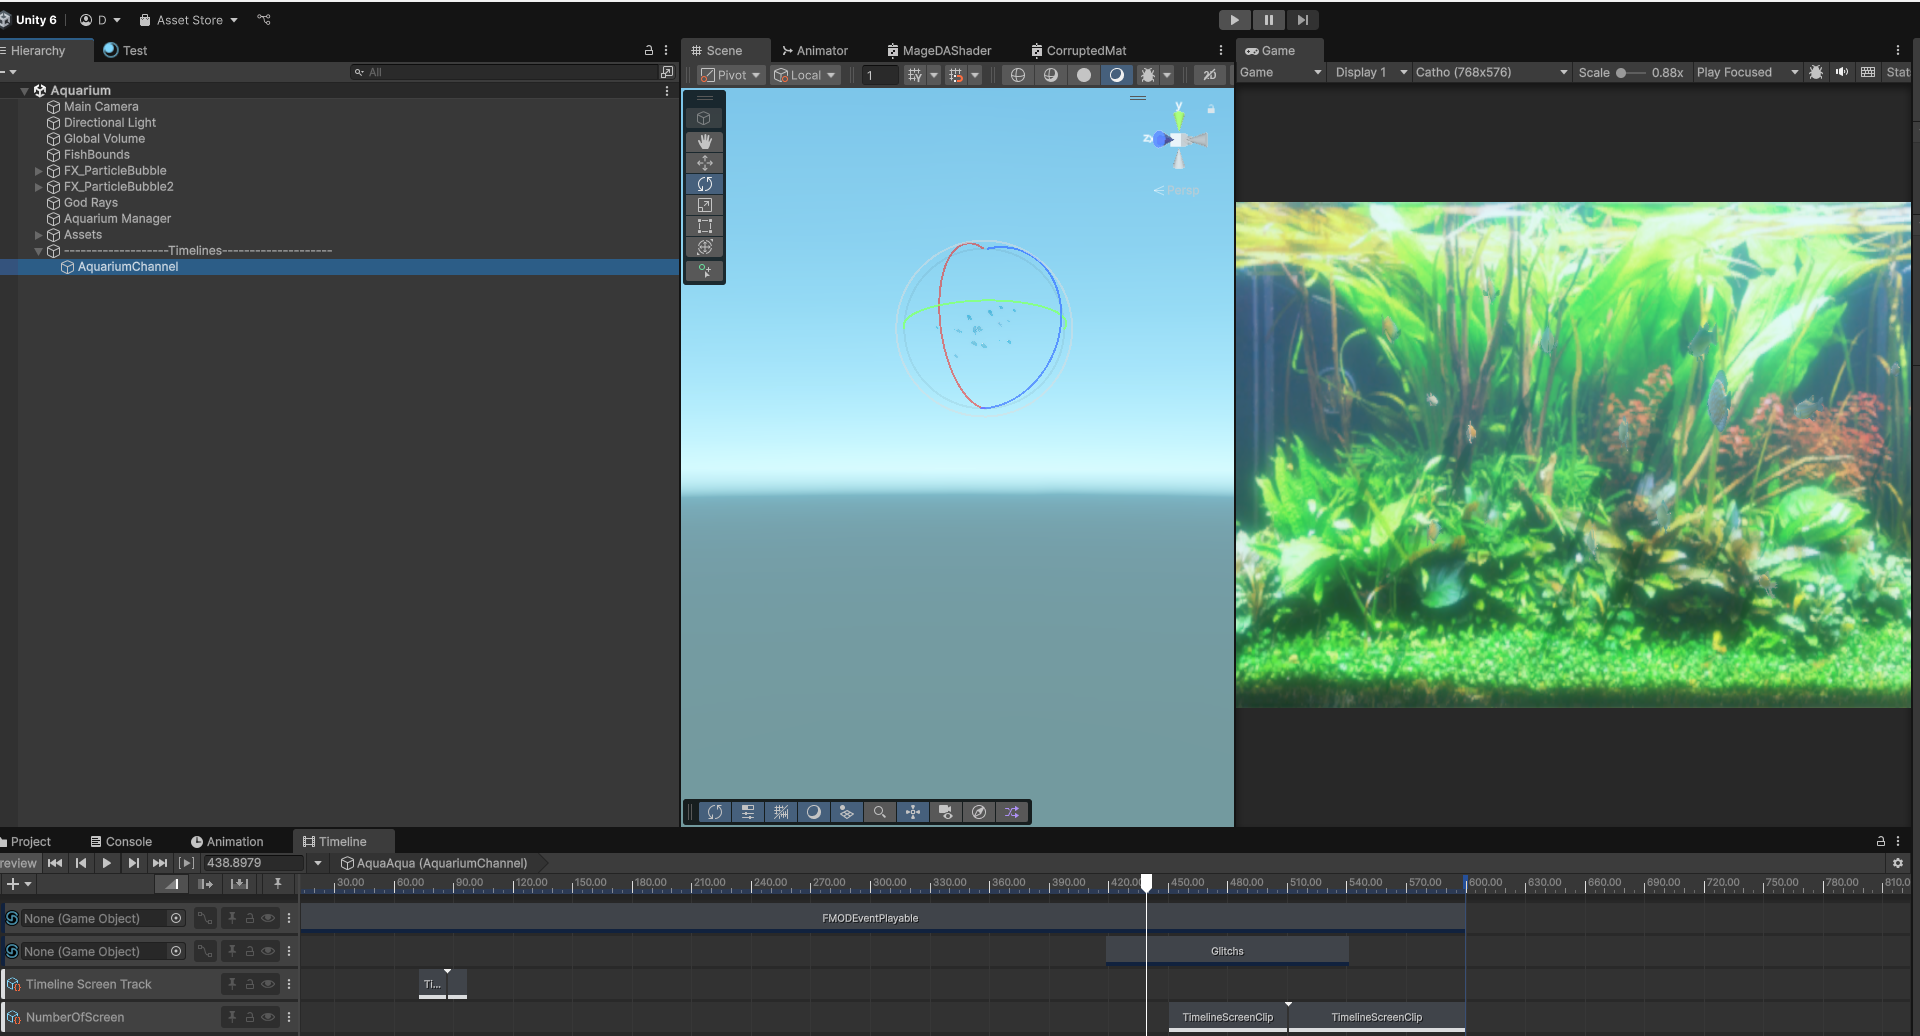 Unity 6 D Asset Store
Hierarchy Test
All
Aquarium
Main Camera
Directional Light
Global Volume
FishBounds
FX_ParticleBubble
FX_ParticleBubble2
God Rays
Aquarium Manager
Assets
-------------------Timelines--------------------
AquariumChannel
Scene Animator MageDAShader CorruptedMat
Pivot Local 1 2D
y
z
Persp
Game
Game Display 1 Catho (768x576) Scale 0.88x Play Focused Stat
Project Console Animation Timeline
review 438.8979 AquaAqua (AquariumChannel)
30.00 60.00 90.00 120.00 150.00 180.00 210.00 240.00 270.00 300.00 330.00 360.00 390.00 420.00 450.00 480.00 510.00 540.00 570.00 600.00 630.00 660.00 690.00 720.00 750.00 780.00 810.0
None (Game Object) FMODEventPlayable
None (Game Object) Glitchs
Timeline Screen Track Ti...
NumberOfScreen TimelineScreenClip TimelineScreenClip